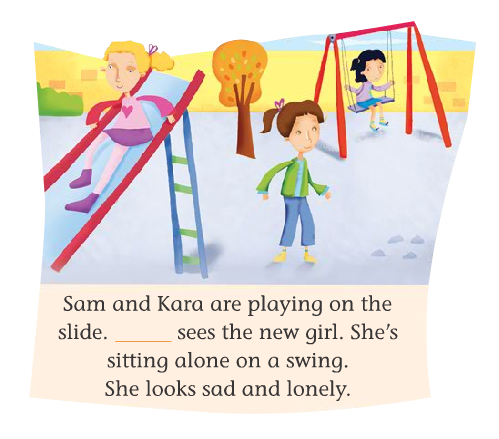 Sam and Kara are playing on the
slide. ______ sees the new girl. She's
sitting alone on a swing.
She looks sad and lonely.